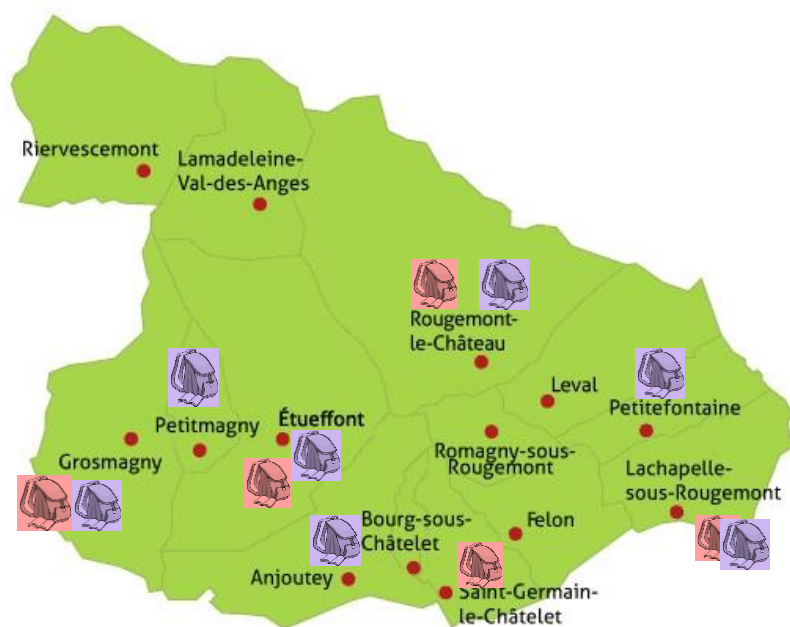 Riervescemont
Lamadeleine-
Val-des-Anges
Rougemont-
le-Château
Leval
Petitefontaine
Petitmagny
Étueffont
Grosmagny
Romagny-sous-
Rougemont
Lachapelle-
sous-Rougemont
Bourg-sous-
Châtelet
Felon
Anjoutey
Saint-Germain-
le-Châtelet